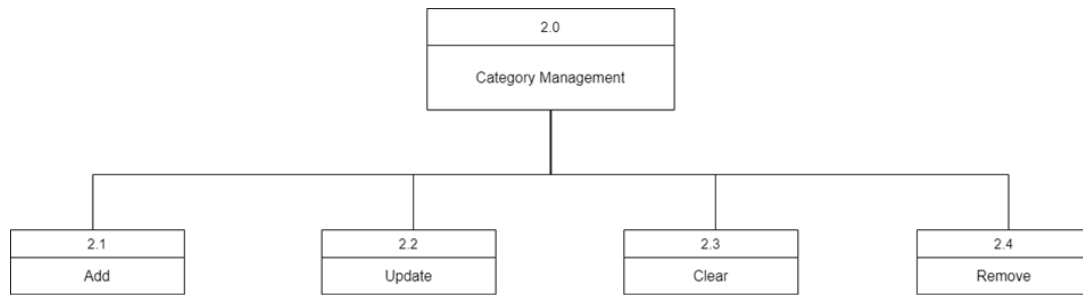 2.0
Category Management
2.1
Add
2.2
Update
2.3
Clear
2.4
Remove